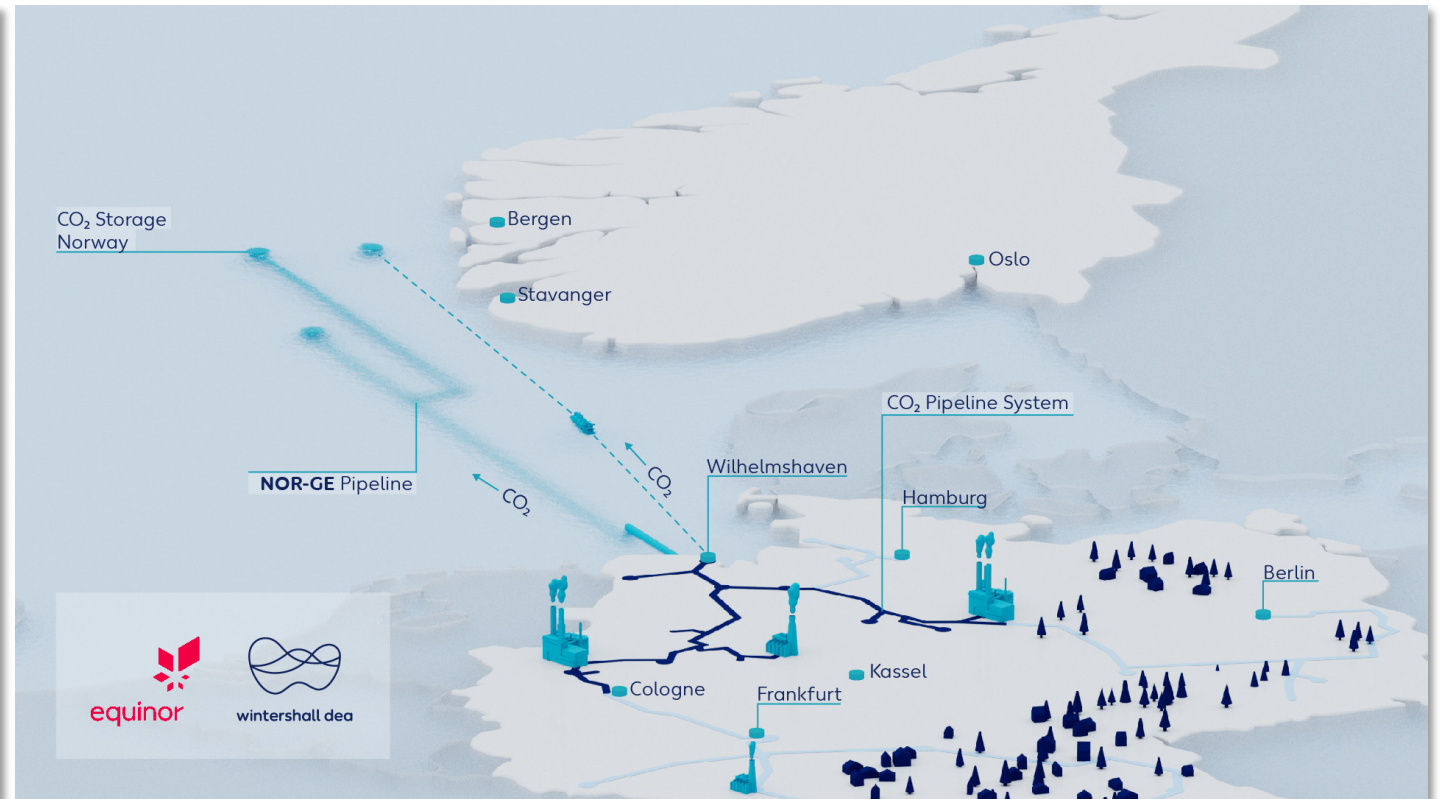 CO₂ Storage
Norway
Bergen
Oslo
Stavanger
CO₂ Pipeline System
Wilhelmshaven
CO₂
NOR-GE Pipeline
CO₂
Hamburg
Berlin
Kassel
Cologne
Frankfurt
equinor
wintershall dea